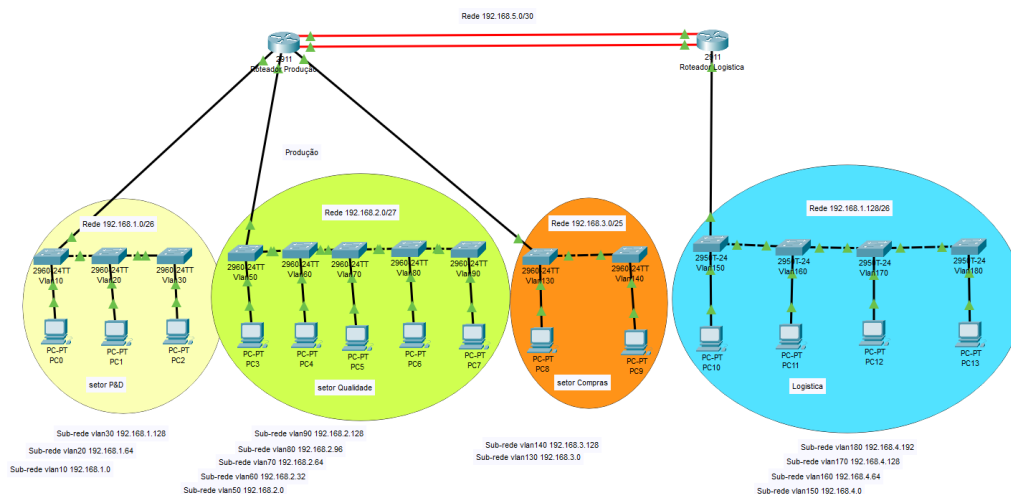 Rede 192.168.5.0/30
2911
Roteador Produção
2911
Roteador Logistica
Produção
Rede 192.168.1.0/26
Rede 192.168.2.0/27
Rede 192.168.3.0/25
Rede 192.168.1.128/26
2960-24TT
Vlan10
2960-24TT
Vlan20
2960-24TT
Vlan30
2960-24TT
Vlan50
2960-24TT
Vlan60
2960-24TT
Vlan70
2960-24TT
Vlan80
2960-24TT
Vlan90
2960-24TT
Vlan130
2960-24TT
Vlan140
2950T-24
Vlan150
2950T-24
Vlan160
2950T-24
Vlan170
2950T-24
Vlan180
PC-PT
PC0
PC-PT
PC1
PC-PT
PC2
PC-PT
PC3
PC-PT
PC4
PC-PT
PC5
PC-PT
PC6
PC-PT
PC7
PC-PT
PC8
PC-PT
PC9
PC-PT
PC10
PC-PT
PC11
PC-PT
PC12
PC-PT
PC13
setor P&D
setor Qualidade
setor Compras
Logistica
Sub-rede vlan30 192.168.1.128
Sub-rede vlan20 192.168.1.64
Sub-rede vlan10 192.168.1.0
Sub-rede vlan90 192.168.2.128
Sub-rede vlan80 192.168.2.96
Sub-rede vlan70 192.168.2.64
Sub-rede vlan60 192.168.2.32
Sub-rede vlan50 192.168.2.0
Sub-rede vlan140 192.168.3.128
Sub-rede vlan130 192.168.3.0
Sub-rede vlan180 192.168.4.192
Sub-rede vlan170 192.168.4.128
Sub-rede vlan160 192.168.4.64
Sub-rede vlan150 192.168.4.0